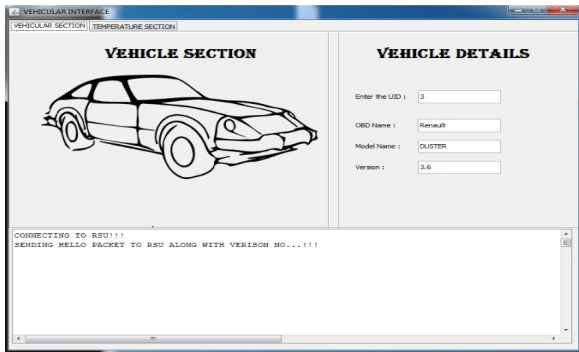 VEHICULAR INTERFACE
VEHICULAR SECTION TEMPERATURE SECTION
VEHICLE SECTION
VEHICLE DETAILS
Enter the UID : 3
OBD Name : Renault
Model Name : DUSTER
Version : 3.6
CONNECTING TO RSU!!!
SENDING HELLO PACKET TO RSU ALONG WITH VERISON NO...!!!